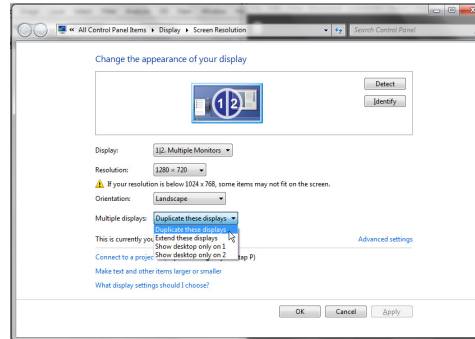 « All Control Panel Items ▸ Display ▸ Screen Resolution
Search Control Panel
Change the appearance of your display
1|2
Detect
Identify
Display: 1|2. Multiple Monitors
Resolution: 1280 × 720
If your resolution is below 1024 x 768, some items may not fit on the screen.
Orientation: Landscape
Multiple displays: Duplicate these displays
Duplicate these displays
This is currently you
Extend these displays
Advanced settings
Show desktop only on 1
Connect to a projec
Show desktop only on 2
tap P)
Make text and other items larger or smaller
What display settings should I choose?
OK
Cancel
Apply